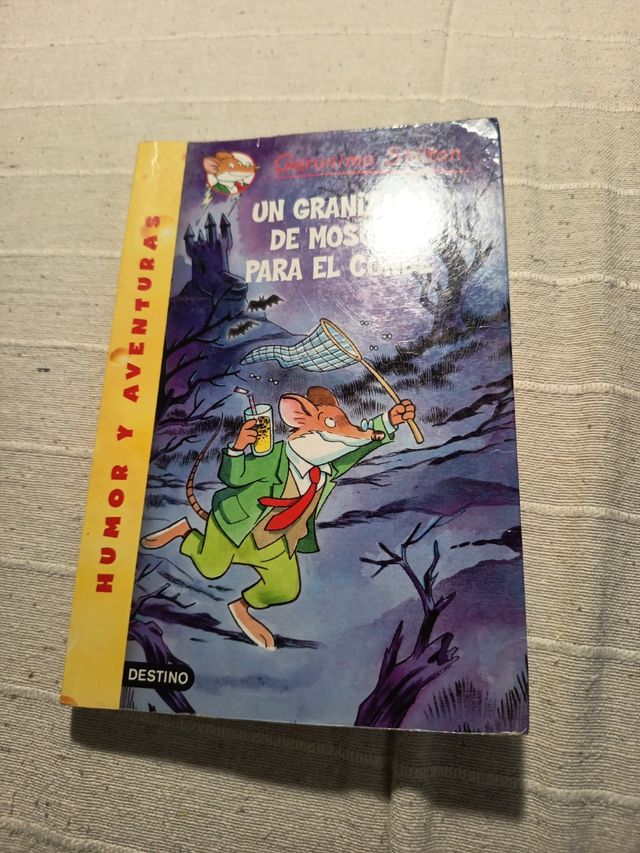 Geronimo Stilton
UN
DE
PARA EL
HUMOR Y AVENTURAS
DESTINO